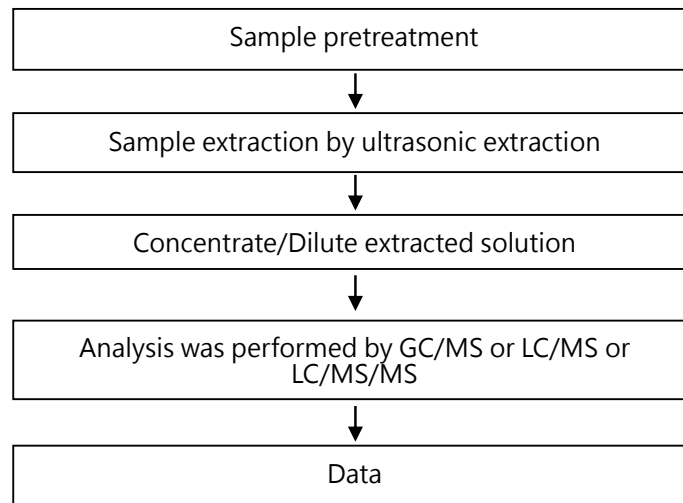 Sample pretreatment
Sample extraction by ultrasonic extraction
Concentrate/Dilute extracted solution
Analysis was performed by GC/MS or LC/MS or
LC/MS/MS
Data